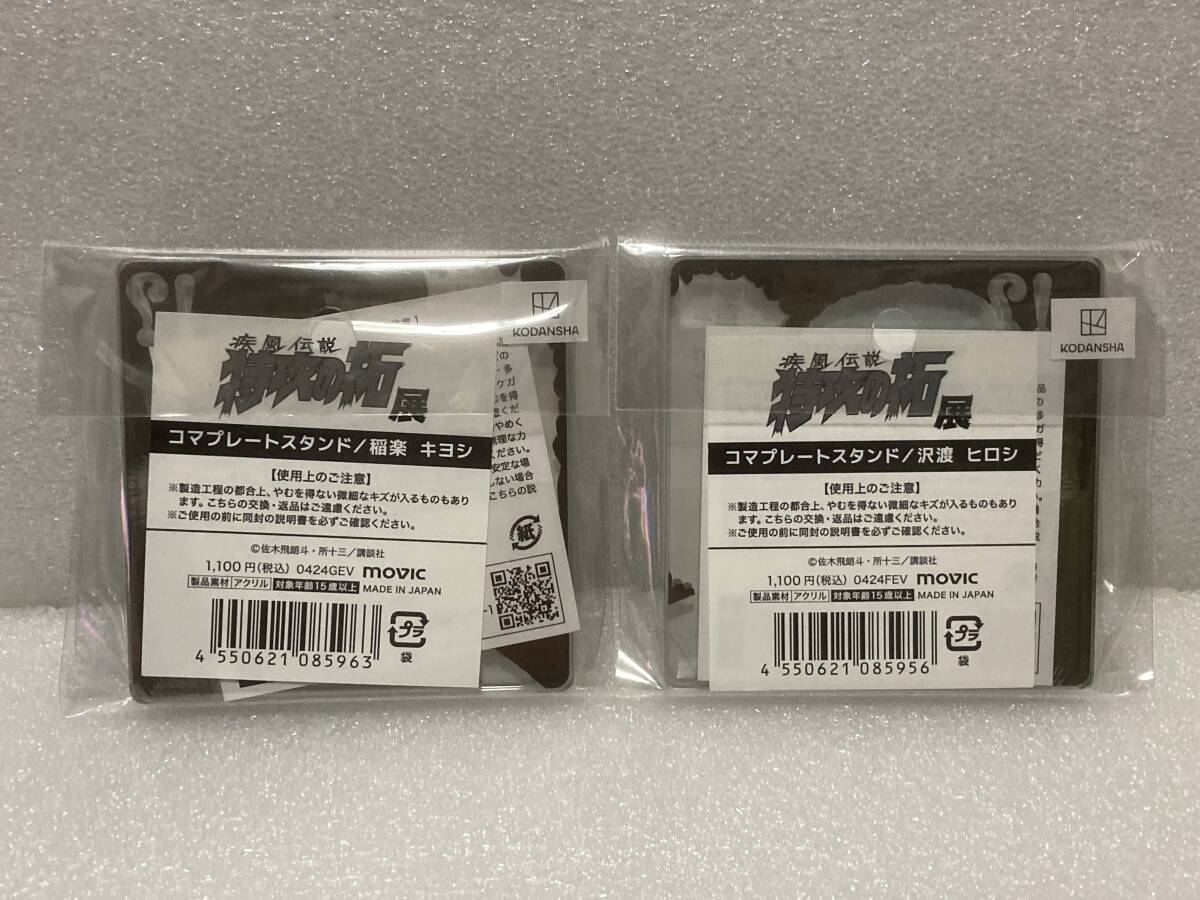 KODANSHA
疾風伝説
特攻の拓展
コマプレートスタンド/稲楽 キヨシ
【使用上のご注意】
※製造工程の都合上、やむを得ない微細なキズが入るものもあり
ます。こちらの交換・返品はご遠慮ください。
※ご使用の前に同封の説明書を必ずご確認ください。
©佐木飛朗斗・所十三/講談社
1,100円(税込) 0424GEV movic
製品素材 アクリル 対象年齢15歳以上 MADE IN JAPAN
4 550621 085963
プラ
袋
紙
KODANSHA
疾風伝説
特攻の拓展
コマプレートスタンド/沢渡 ヒロシ
【使用上のご注意】
※製造工程の都合上、やむを得ない微細なキズが入るものもあり
ます。こちらの交換・返品はご遠慮ください。
※ご使用の前に同封の説明書を必ずご確認ください。
©佐木飛朗斗・所十三/講談社
1,100円(税込) 0424FEV movic
製品素材 アクリル 対象年齢15歳以上 MADE IN JAPAN
4 550621 085956
プラ
袋